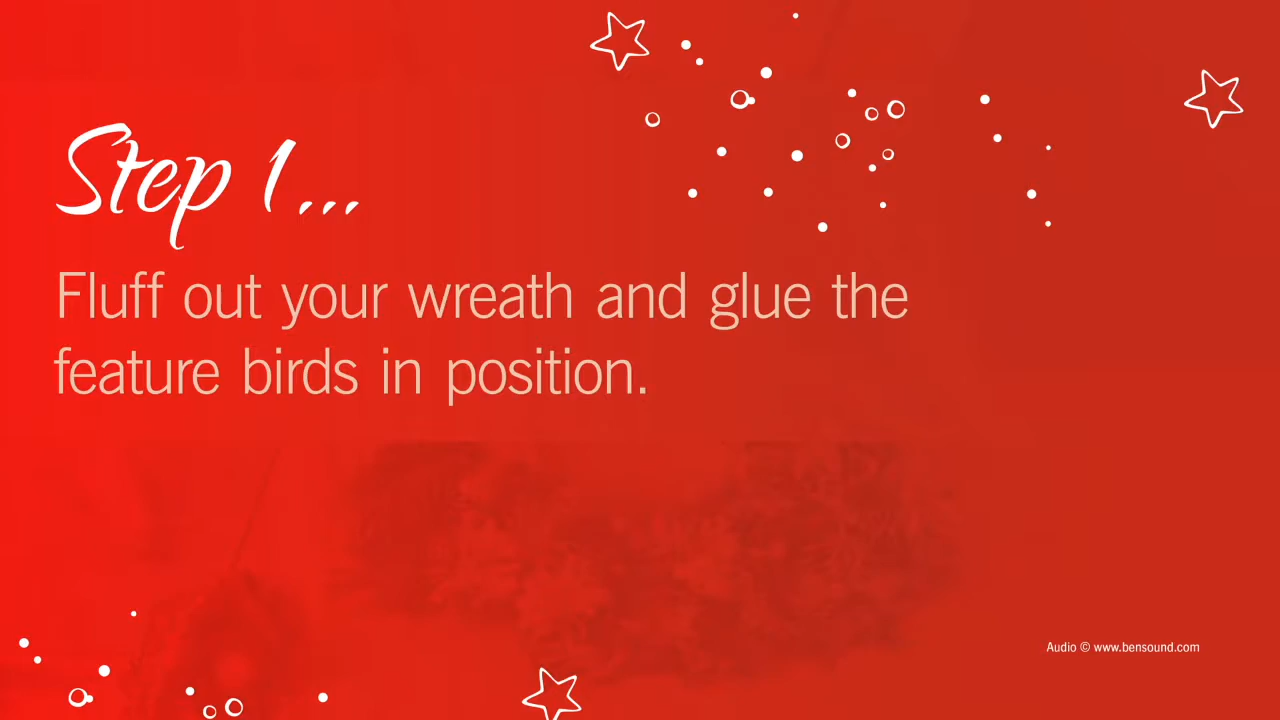 Step 1...
Fluff out your wreath and glue the
feature birds in position.
Audio © www.bensound.com